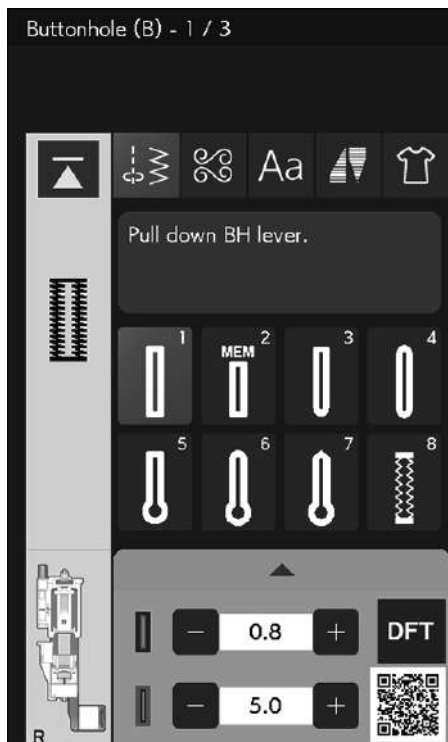 Buttonhole (B) - 1 / 3
Aa
Pull down BH lever.
1
MEM 2
3
4
5
6
7
8
− 0.8 + DFT
− 5.0 +
R